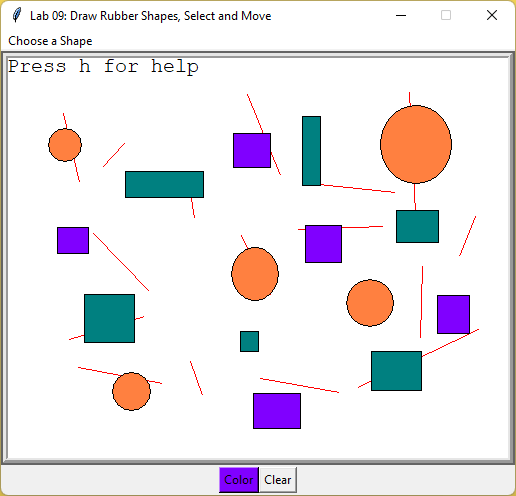 Lab 09: Draw Rubber Shapes, Select and Move
Choose a Shape
Press h for help
Color Clear